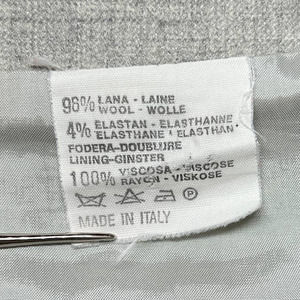 96% LANA - LAINE
WOOL - WOLLE
4% ELASTAN - ELASTHANNE
ELASTHANE ELASTHAN
FODERA-DOUBLURE
LINING-GINSTER
100% VISCOSA - VISCOSE
RAYON - VISKOSE
MADE IN ITALY